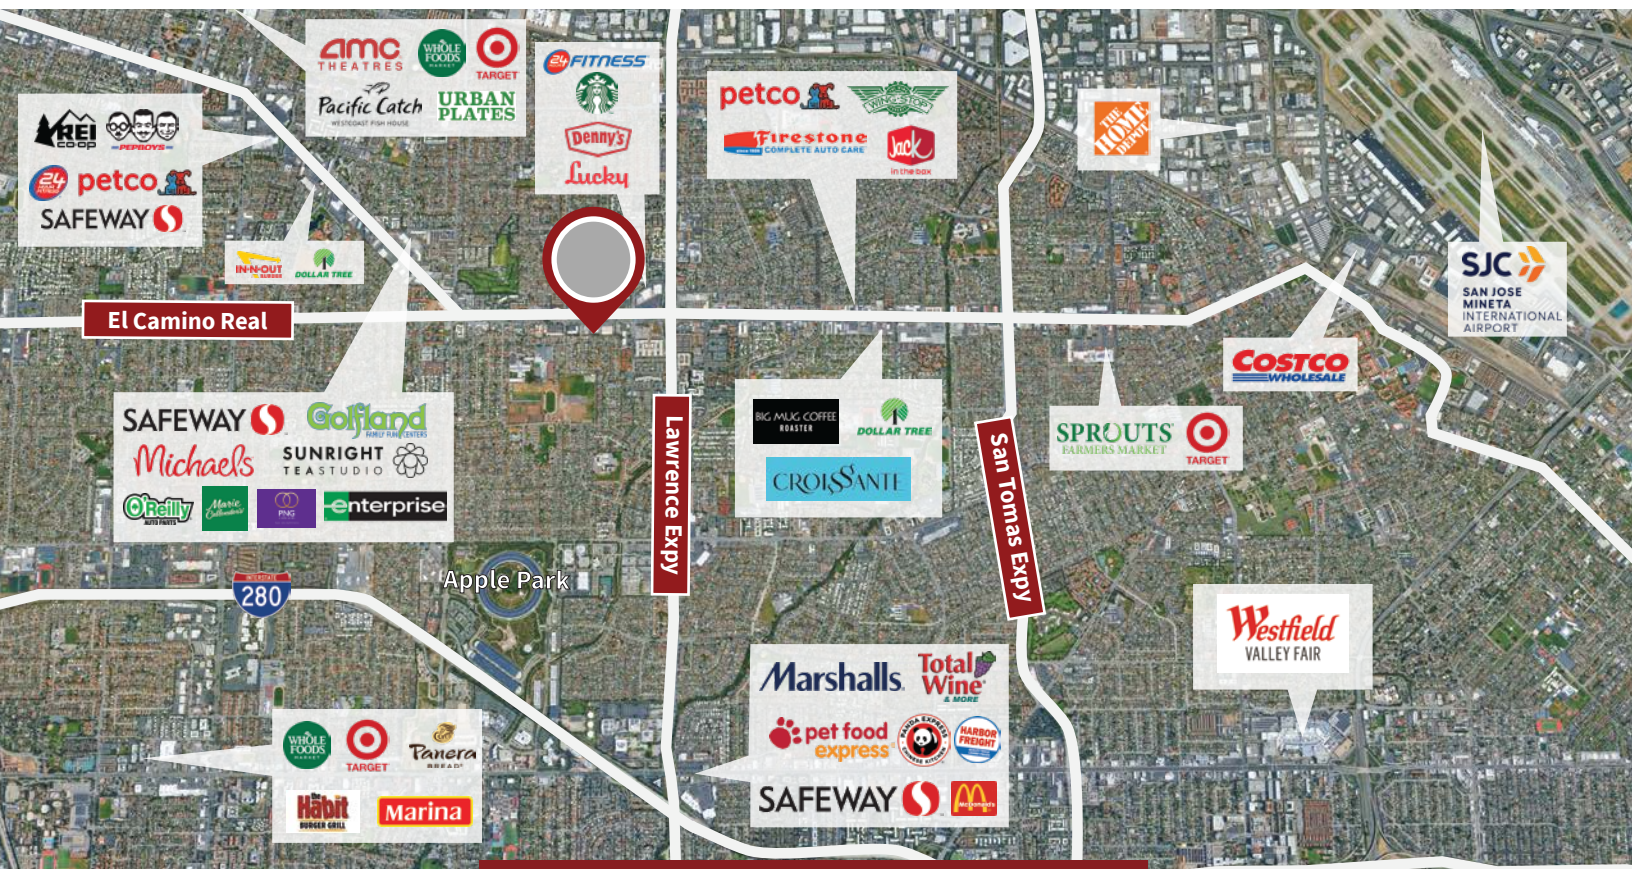 amc
THEATRES
WHOLE
FOODS
MARKET
TARGET
Pacific Catch
WESTCOAST FISH HOUSE
URBAN
PLATES
24 FITNESS
Denny's
Lucky
REI
CO·OP
PEPBOYS
24
HOUR
FITNESS
petco
SAFEWAY
IN-N-OUT
BURGER
DOLLAR TREE
petco
WINGSTOP
Firestone
COMPLETE AUTO CARE
Jack
in the box
THE
HOME
DEPOT
SJC
SAN JOSE
MINETA
INTERNATIONAL
AIRPORT
El Camino Real
COSTCO
WHOLESALE
SAFEWAY
Golfland
FAMILY FUN CENTERS
Michaels
SUNRIGHT
TEASTUDIO
O'Reilly
AUTO PARTS
Marie
Callender's
PNG
enterprise
Lawrence Expy
BIG MUG COFFEE
ROASTER
DOLLAR TREE
CROISSANTE
San Tomas Expy
SPROUTS
FARMERS MARKET
TARGET
INTERSTATE
280
Apple Park
Westfield
VALLEY FAIR
Marshalls.
Total
Wine
& MORE
pet food
express
PANDA EXPRESS
CHINESE KITCHEN
HARBOR
FREIGHT
SAFEWAY
McDonald's
WHOLE
FOODS
MARKET
TARGET
Panera
BREAD
the
Habit
BURGER GRILL
Marina